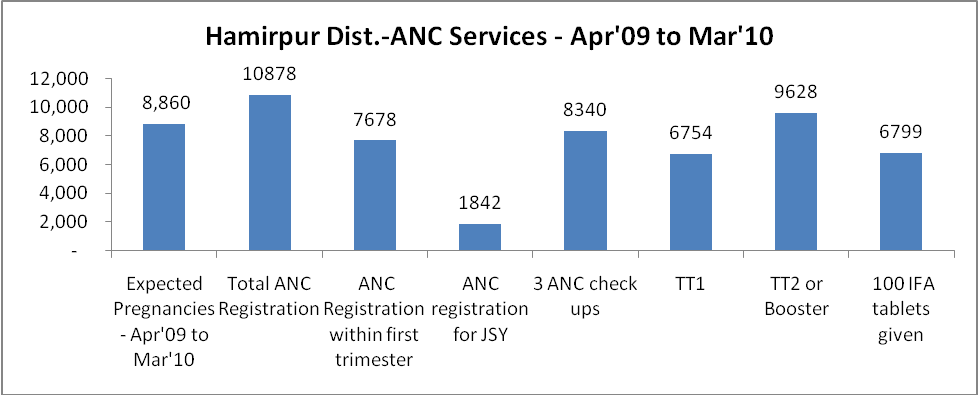 Hamirpur Dist.-ANC Services - Apr'09 to Mar'10
12,000
10,000
8,000
6,000
4,000
2,000
-
8,860
10878
7678
1842
8340
6754
9628
6799
Expected
Pregnancies
- Apr'09 to
Mar'10
Total ANC
Registration
ANC
Registration
within first
trimester
ANC
registration
for JSY
3 ANC check
ups
TT1
TT2 or
Booster
100 IFA
tablets
given